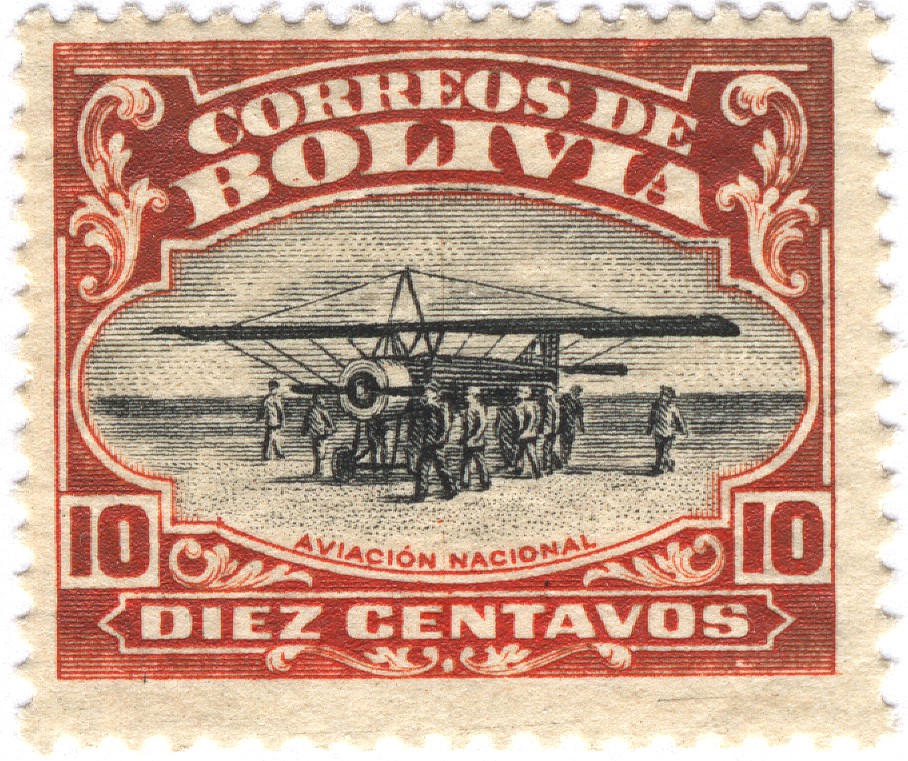 CORREOS DE
BOLIVIA
AVIACIÓN NACIONAL
10
10
DIEZ CENTAVOS